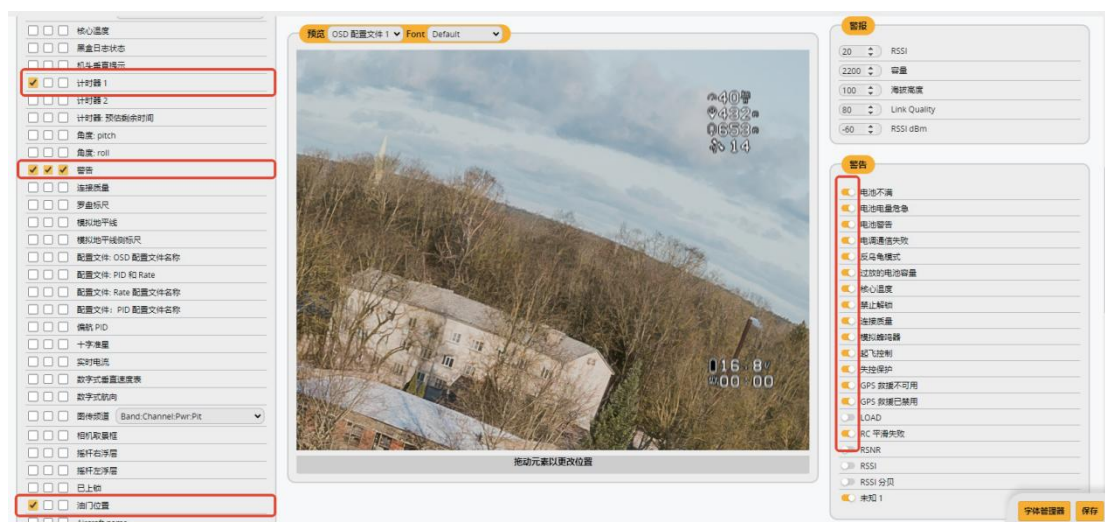 核心温度
黑盒日志状态
机头垂直指示
计时器 1
计时器 2
计时器: 预估剩余时间
角度: pitch
角度: roll
警告
连接质量
罗盘标尺
模拟地平线
模拟地平线侧标尺
配置文件: OSD 配置文件名称
配置文件: PID 和 Rate
配置文件: Rate 配置文件名称
配置文件: PID 配置文件名称
偏航 PID
十字准星
实时电流
数字式垂直速度表
数字式航向
图传频道 Band:Channel:Pwr:Pit
相机取景框
摇杆右浮层
摇杆左浮层
已上锁
油门位置
预览 OSD 配置文件 1 Font Default
40
432m
653m
14
16.8V
00:00
拖动元素以更改位置
警报
20 RSSI
2200 容量
100 海拔高度
80 Link Quality
-60 RSSI dBm
警告
电池不满
电池电量危急
电池警告
电调通信失败
反乌龟模式
过放的电池容量
核心温度
禁止解锁
连接质量
模拟蜂鸣器
起飞控制
失控保护
GPS 救援不可用
GPS 救援已禁用
LOAD
RC 平滑失败
RSNR
RSSI
RSSI 分贝
未知 1
字体管理器 保存